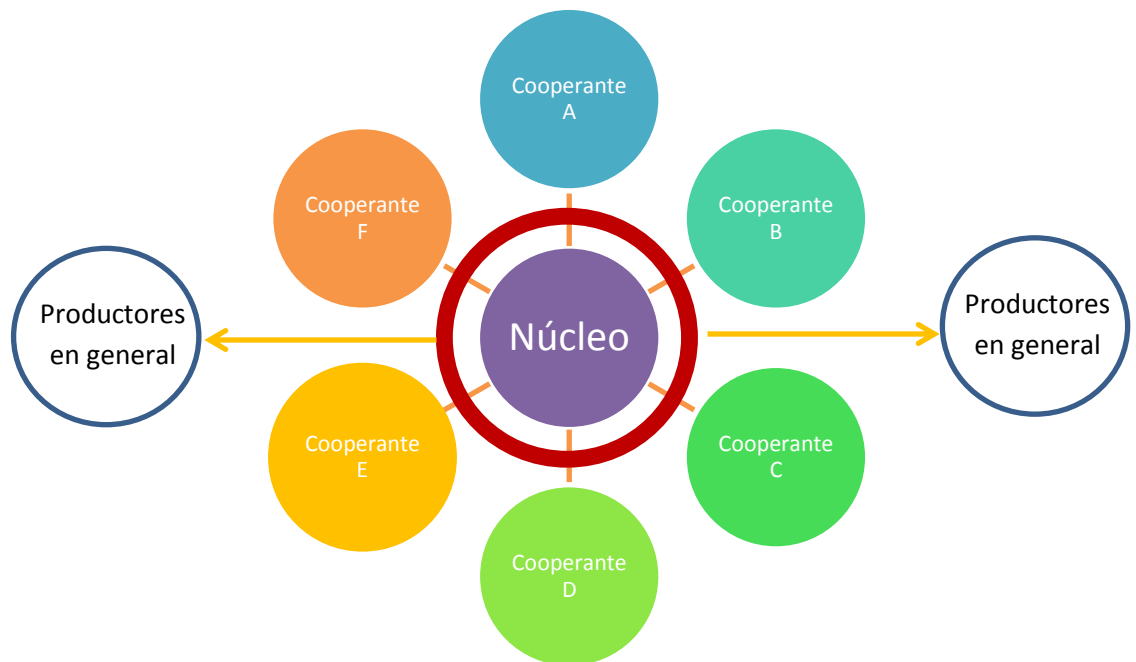 Cooperante
A
Cooperante
F
Cooperante
B
Productores
en general
Núcleo
Productores
en general
Cooperante
E
Cooperante
C
Cooperante
D